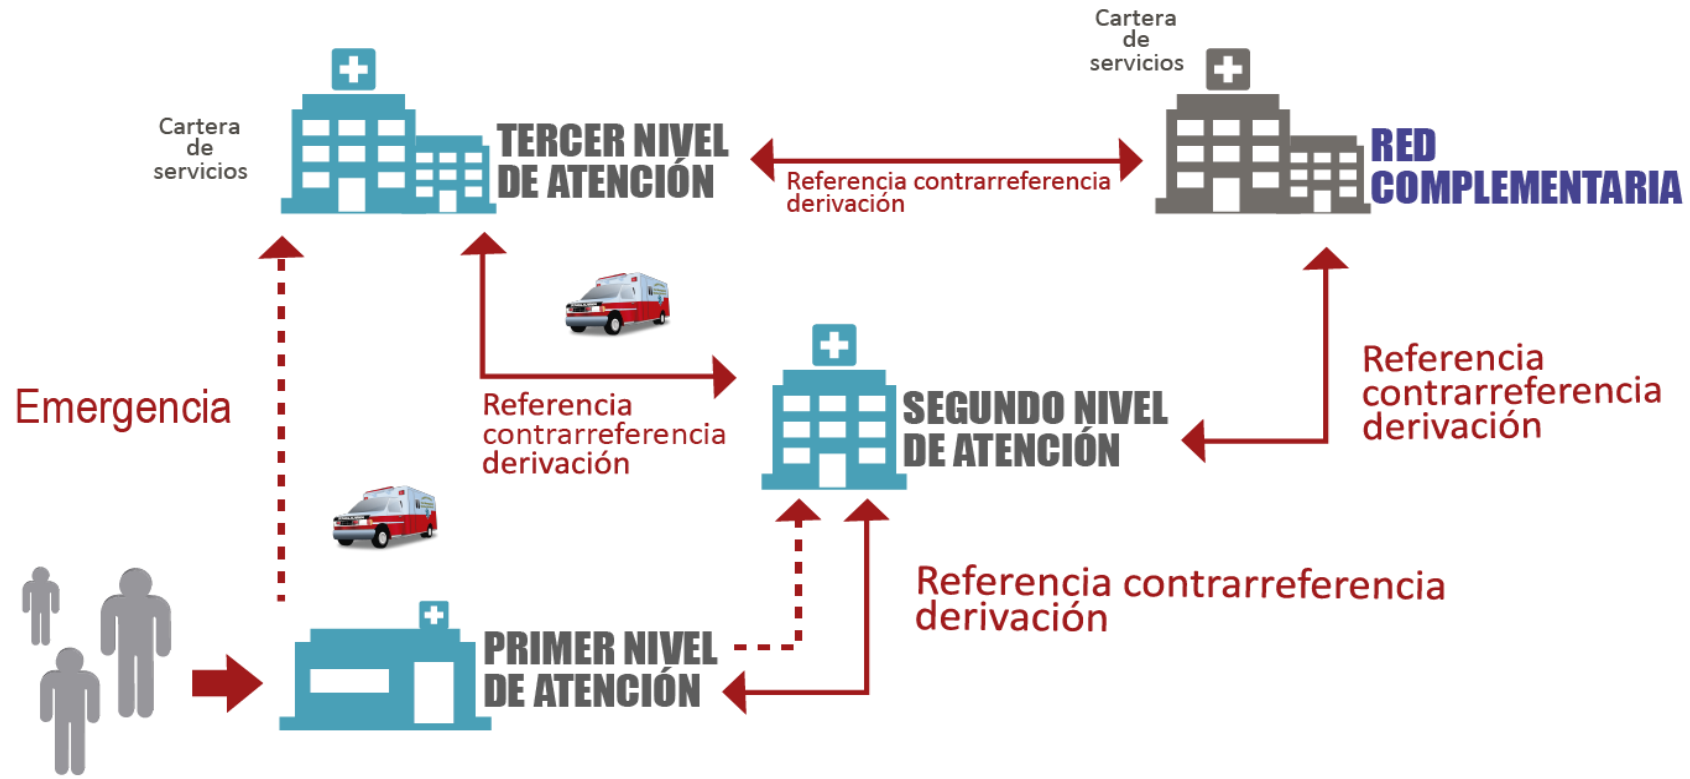 Cartera
de
servicios
Cartera
de
servicios
TERCER NIVEL
DE ATENCIÓN
Referencia contrarreferencia
derivación
RED
COMPLEMENTARIA
Emergencia
Referencia
contrarreferencia
derivación
SEGUNDO NIVEL
DE ATENCIÓN
Referencia
contrarreferencia
derivación
Referencia contrarreferencia
derivación
PRIMER NIVEL
DE ATENCIÓN